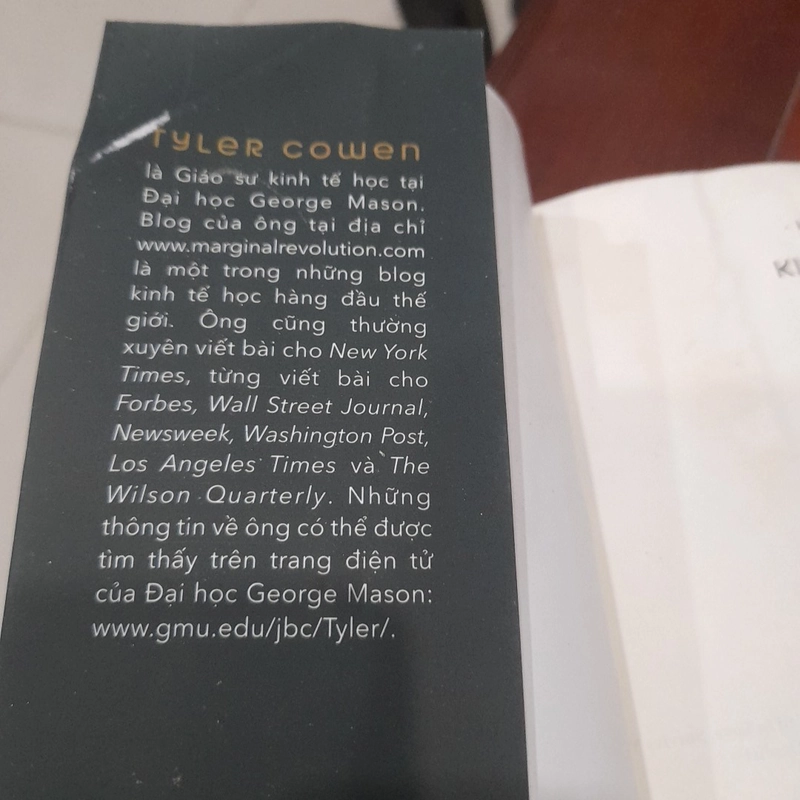 TYLER COWEN
là Giáo sư kinh tế học tại
Đại học George Mason.
Blog của ông tại địa chỉ
www.marginalrevolution.com
là một trong những blog
kinh tế học hàng đầu thế
giới. Ông cũng thường
xuyên viết bài cho New York
Times, từng viết bài cho
Forbes, Wall Street Journal,
Newsweek, Washington Post,
Los Angeles Times và The
Wilson Quarterly. Những
thông tin về ông có thể được
tìm thấy trên trang điện tử
của Đại học George Mason:
www.gmu.edu/jbc/Tyler/.